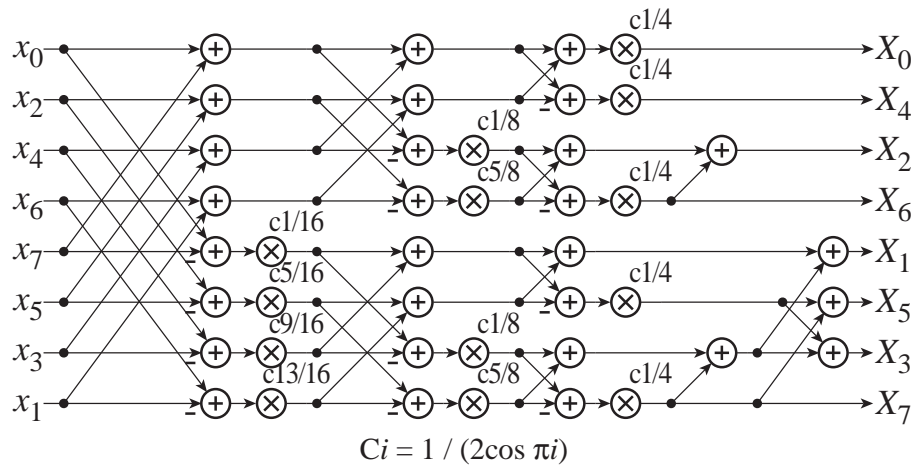 c1/4
x0 X0
c1/4
x2 X4
c1/8
x4 X2
c5/8 c1/4
x6 X6
c1/16
x7 X1
c5/16 c1/4
x5 X5
c9/16 c1/8
x3 X3
c13/16 c5/8 c1/4
x1 X7
Ci = 1 / (2cos πi)